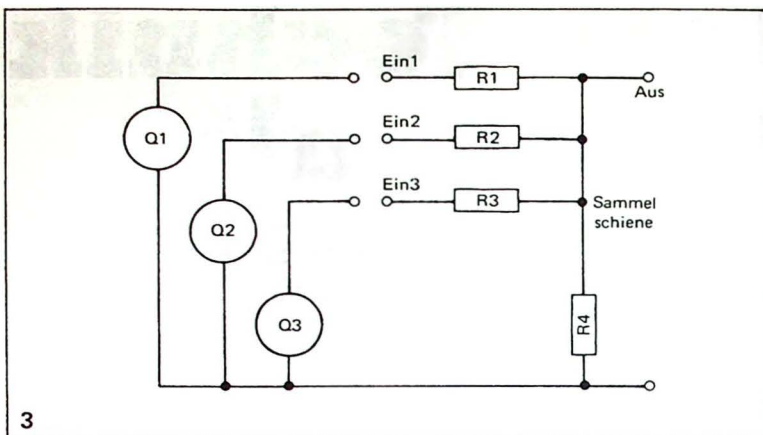 Ein1
R1
Aus
Q1
Ein2
R2
Ein3
R3
Sammel
schiene
Q2
Q3
R4
3